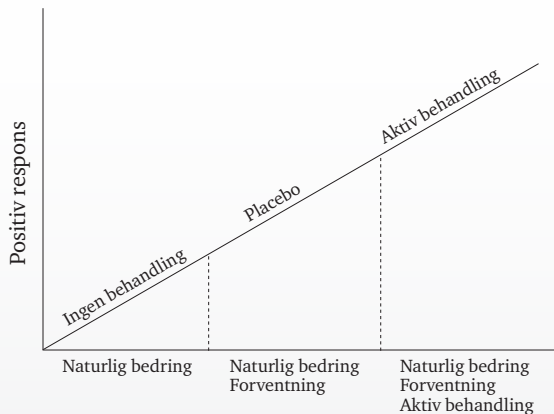 Positiv respons
Ingen behandling
Placebo
Aktiv behandling
Naturlig bedring
Naturlig bedring
Forventning
Naturlig bedring
Forventning
Aktiv behandling